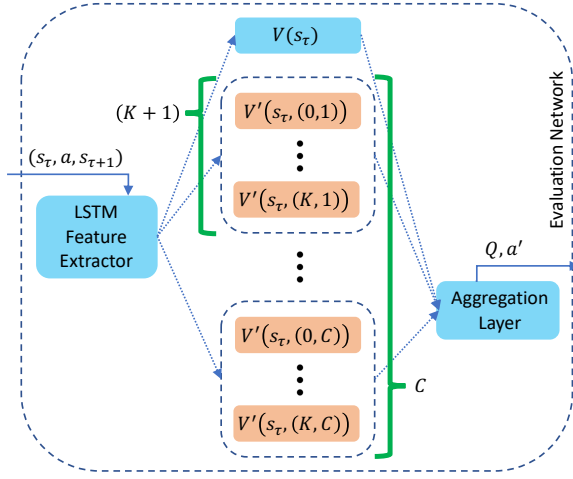 V(s_τ)
(K + 1)
V′(s_τ, (0,1))
V′(s_τ, (K, 1))
(s_τ, a, s_{τ+1})
LSTM
Feature
Extractor
Evaluation Network
Q, a′
Aggregation
Layer
V′(s_τ, (0, C))
V′(s_τ, (K, C))
C